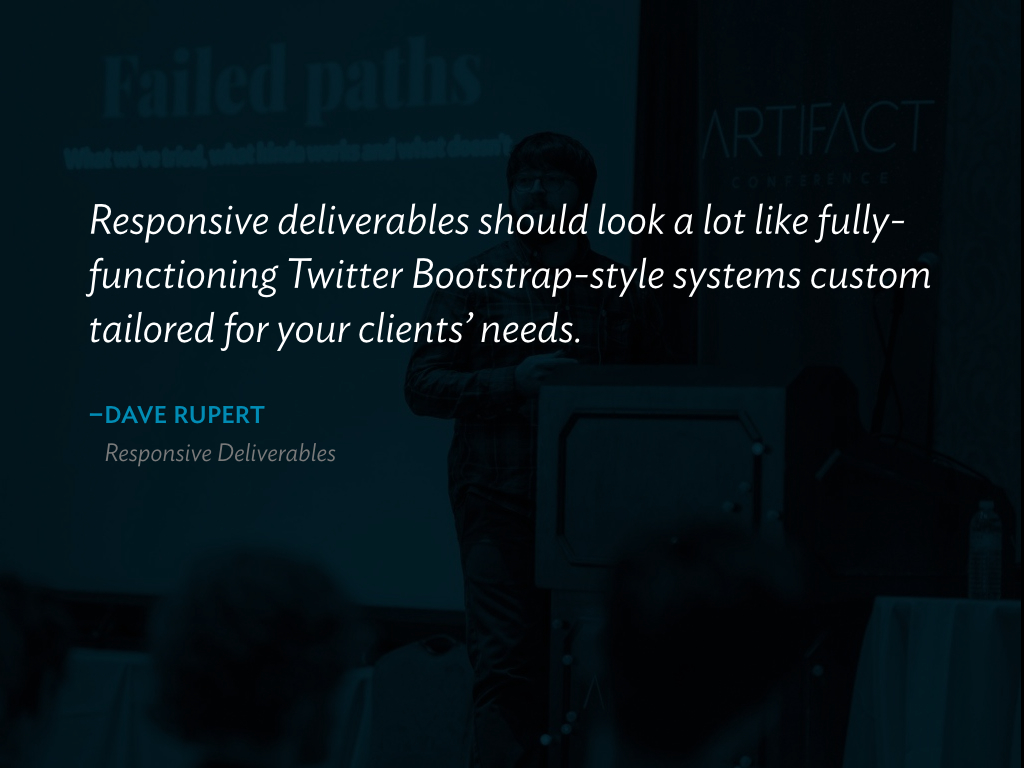 Failed paths
What we've tried, what kinda works and what doesn't
ARTIFACT
CONFERENCE
Responsive deliverables should look a lot like fully-
functioning Twitter Bootstrap-style systems custom
tailored for your clients’ needs.
–DAVE RUPERT
Responsive Deliverables